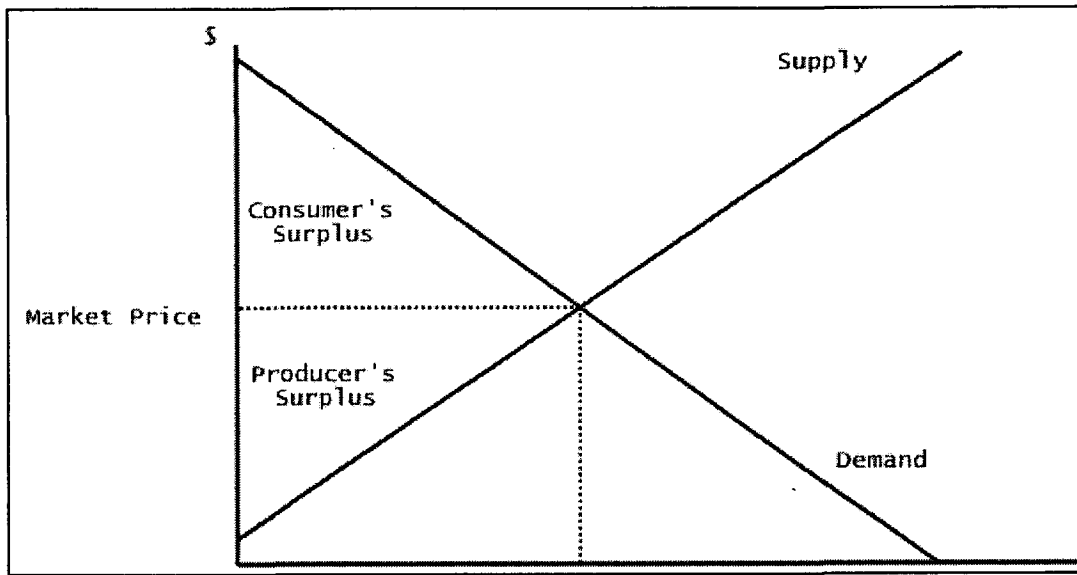 $
Supply
Consumer's
Surplus
Market Price
Producer's
Surplus
Demand